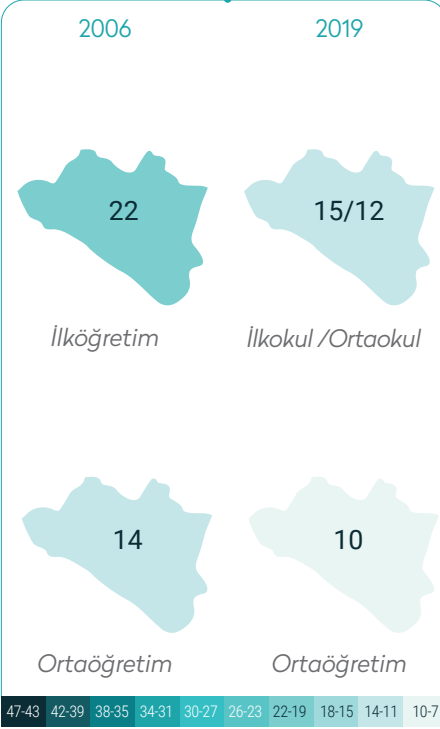 2006 2019
22 15/12
İlköğretim İlkokul /Ortaokul
14 10
Ortaöğretim Ortaöğretim
47-43 42-39 38-35 34-31 30-27 26-23 22-19 18-15 14-11 10-7